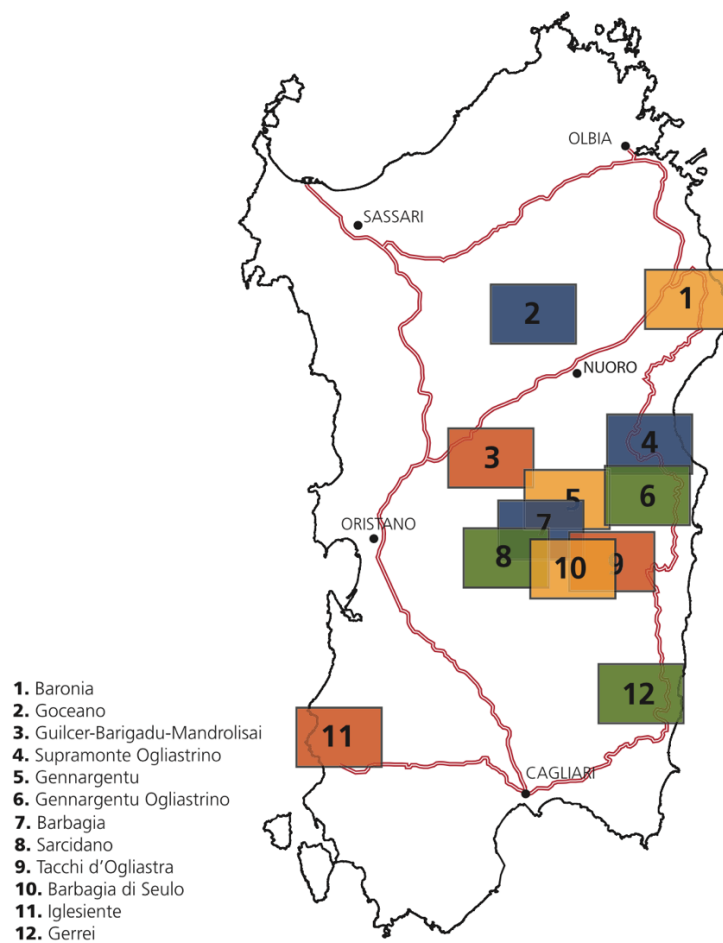 OLBIA
SASSARI
1
2
NUORO
3
4
5
6
ORISTANO
7
8
9
10
12
11
CAGLIARI
1. Baronia
2. Goceano
3. Guilcer-Barigadu-Mandrolisai
4. Supramonte Ogliastrino
5. Gennargentu
6. Gennargentu Ogliastrino
7. Barbagia
8. Sarcidano
9. Tacchi d'Ogliastra
10. Barbagia di Seulo
11. Iglesiente
12. Gerrei